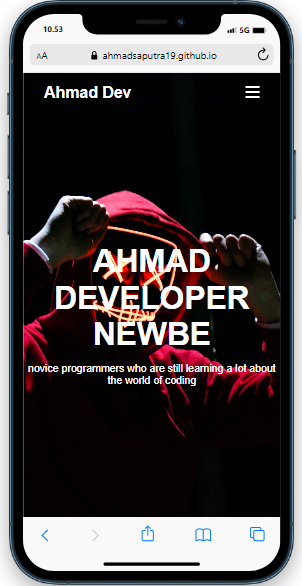 10.53
5G
AA ahmadsaputra19.github.io
Ahmad Dev
AHMAD
DEVELOPER
NEWBE
novice programmers who are still learning a lot about
the world of coding